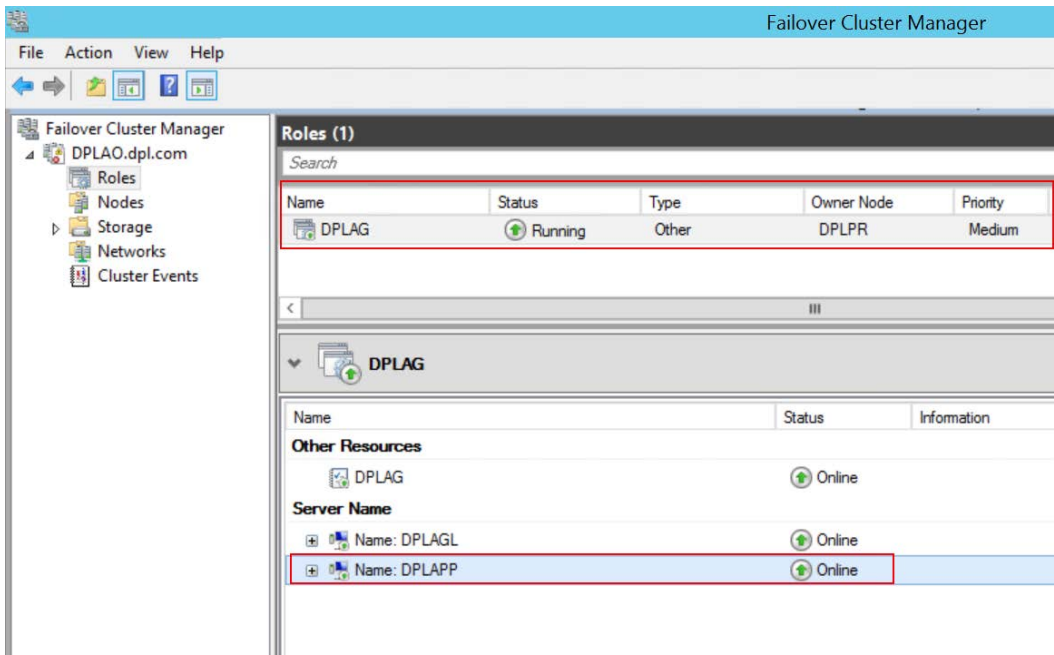 Failover Cluster Manager
File Action View Help
Failover Cluster Manager
DPLAO.dpl.com
Roles
Nodes
Storage
Networks
Cluster Events
Roles (1)
Search
Name Status Type Owner Node Priority
DPLAG Running Other DPLPR Medium
DPLAG
Name Status Information
Other Resources
DPLAG Online
Server Name
Name: DPLAGL Online
Name: DPLAPP Online